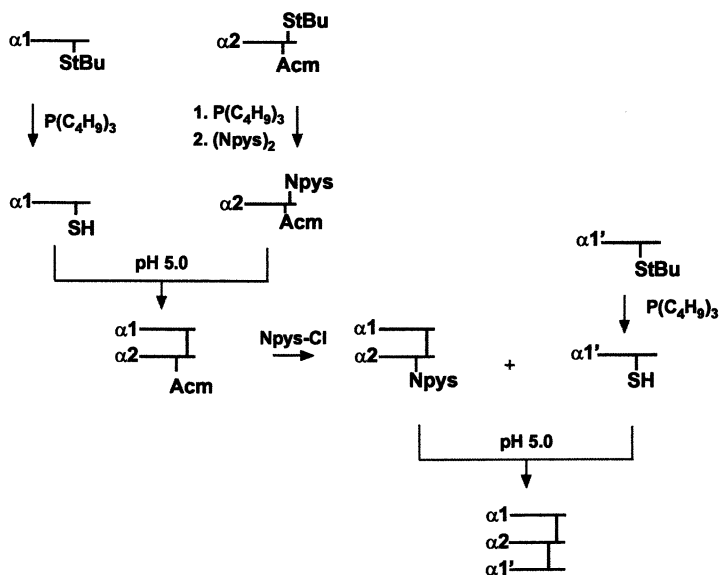 α1 StBu
α2 StBu Acm
P(C₄H₉)₃
1. P(C₄H₉)₃
2. (Npys)₂
α1 SH
α2 Npys Acm
pH 5.0
α1' StBu
P(C₄H₉)₃
α1' SH
α1
α2
Acm
Npys-Cl
α1
α2
Npys
+
pH 5.0
α1
α2
α1'